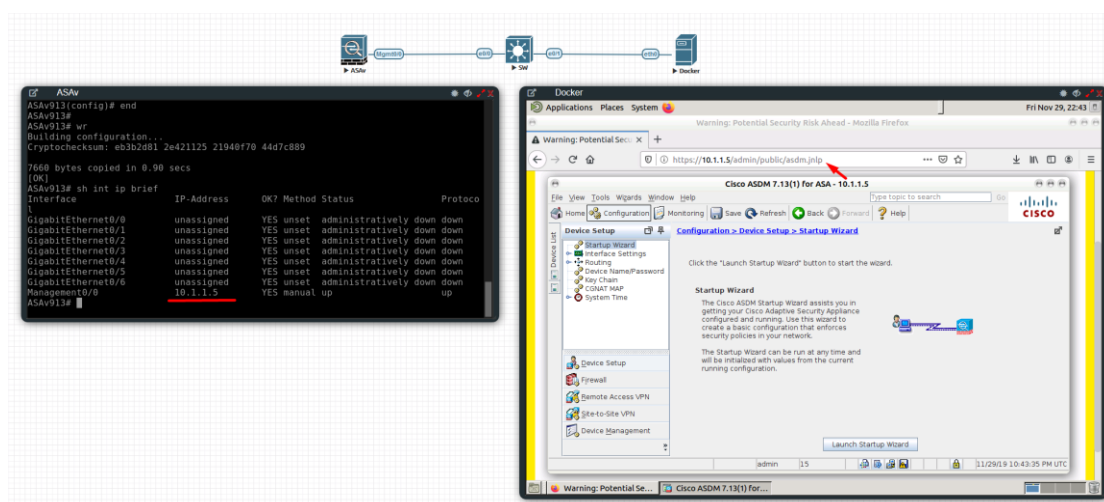 Mgmt0/0
e0/0
e0/1
eth0
ASAv
SW
Docker
ASAv
ASAv913(config)# end
ASAv913#
ASAv913# wr
Building configuration...
Cryptochecksum: eb3b2d81 2e421125 21940f70 44d7c889
7660 bytes copied in 0.90 secs
[OK]
ASAv913# sh int ip brief
Interface IP-Address OK? Method Status Protoco
l
GigabitEthernet0/0 unassigned YES unset administratively down down
GigabitEthernet0/1 unassigned YES unset administratively down down
GigabitEthernet0/2 unassigned YES unset administratively down down
GigabitEthernet0/3 unassigned YES unset administratively down down
GigabitEthernet0/4 unassigned YES unset administratively down down
GigabitEthernet0/5 unassigned YES unset administratively down down
GigabitEthernet0/6 unassigned YES unset administratively down down
Management0/0 10.1.1.5 YES manual up up
ASAv913#
Docker
Applications Places System Fri Nov 29, 22:43
Warning: Potential Security Risk Ahead - Mozilla Firefox
Warning: Potential Secu
https://10.1.1.5/admin/public/asdm.jnlp
Cisco ASDM 7.13(1) for ASA - 10.1.1.5
File View Tools Wizards Window Help Type topic to search Go
Home Configuration Monitoring Save Refresh Back Forward Help
CISCO
Device List
Device Setup
Startup Wizard
Interface Settings
Routing
Device Name/Password
Key Chain
CGNAT MAP
System Time
Device Setup
Firewall
Remote Access VPN
Site-to-Site VPN
Device Management
Configuration > Device Setup > Startup Wizard
Click the "Launch Startup Wizard" button to start the wizard.
Startup Wizard
The Cisco ASDM Startup Wizard assists you in
getting your Cisco Adaptive Security Appliance
configured and running. Use this wizard to
create a basic configuration that enforces
security policies in your network.
The Startup Wizard can be run at any time and
will be initialized with values from the current
running configuration.
Launch Startup Wizard
admin 15 11/29/19 10:43:35 PM UTC
Warning: Potential Se... Cisco ASDM 7.13(1) for...